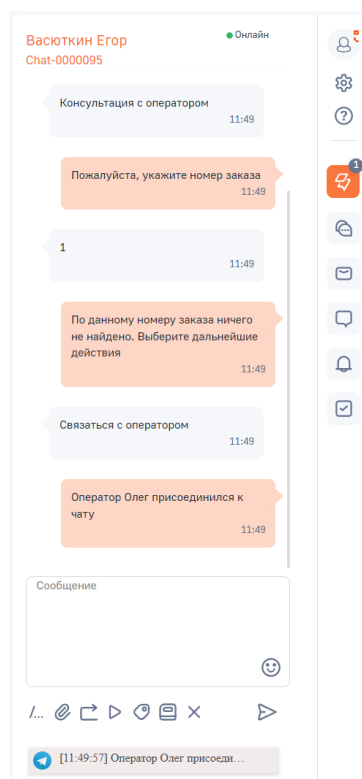 Васюткин Егор
Онлайн
Chat-0000095
Консультация с оператором
11:49
Пожалуйста, укажите номер заказа
11:49
1
11:49
По данному номеру заказа ничего
не найдено. Выберите дальнейшие
действия
11:49
Связаться с оператором
11:49
Оператор Олег присоединился к
чату
11:49
Сообщение
/...
[11:49:57] Оператор Олег присоеди...
1